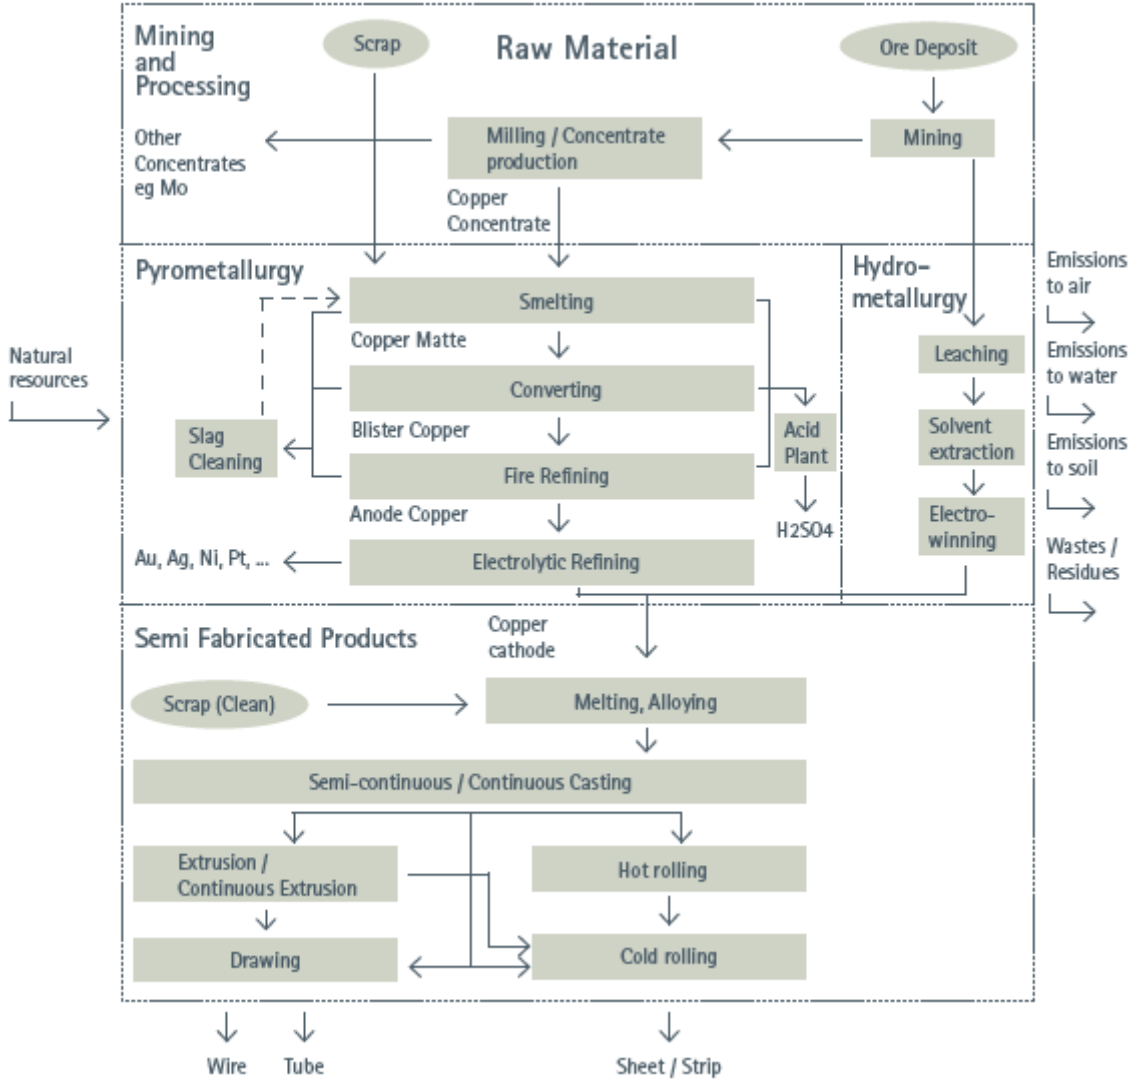 Mining
and
Processing
Scrap
Raw Material
Ore Deposit
Other
Concentrates
eg Mo
Milling / Concentrate
production
Mining
Copper
Concentrate
Pyrometallurgy
Hydro-
metallurgy
Smelting
Copper Matte
Converting
Blister Copper
Fire Refining
Anode Copper
Electrolytic Refining
Slag
Cleaning
Acid
Plant
H2SO4
Au, Ag, Ni, Pt, ...
Leaching
Solvent
extraction
Electro-
winning
Natural
resources
Emissions
to air
Emissions
to water
Emissions
to soil
Wastes /
Residues
Semi Fabricated Products
Copper
cathode
Scrap (Clean)
Melting, Alloying
Semi-continuous / Continuous Casting
Extrusion /
Continuous Extrusion
Hot rolling
Drawing
Cold rolling
Wire
Tube
Sheet / Strip